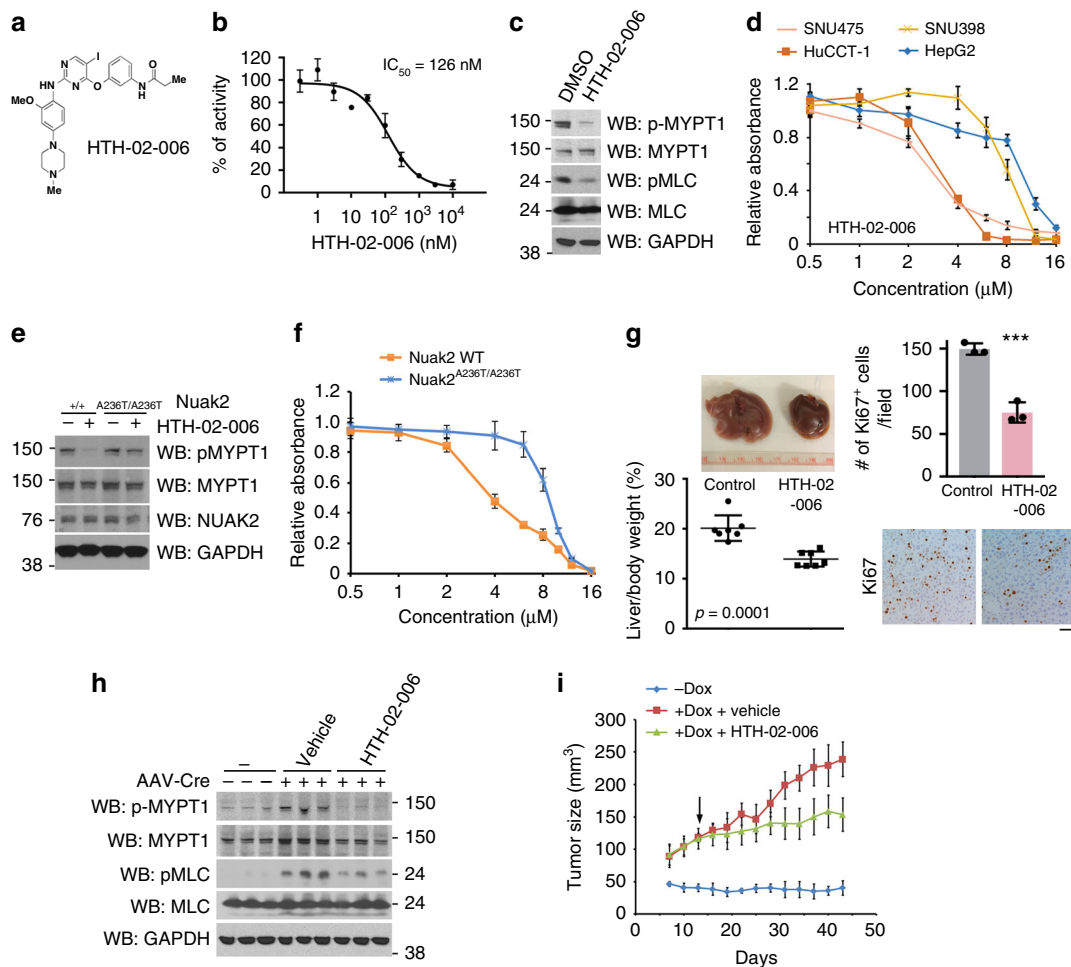 a
I
N
N
HN
O
N
H
O
Me
MeO
N
N
Me
HTH-02-006
b
IC50 = 126 nM
% of activity
120
100
80
60
40
20
0
1 10 10² 10³ 10⁴
HTH-02-006 (nM)
c
DMSO
HTH-02-006
150 WB: p-MYPT1
150 WB: MYPT1
24 WB: pMLC
24 WB: MLC
WB: GAPDH
38
d
SNU475 SNU398
HuCCT-1 HepG2
Relative absorbance
1.2
0.8
0.4
0
HTH-02-006
0.5 1 2 4 8 16
Concentration (μM)
e
+/+ A236T/A236T Nuak2
− + − + HTH-02-006
150 WB: pMYPT1
150 WB: MYPT1
76 WB: NUAK2
WB: GAPDH
38
f
Nuak2 WT
Nuak2A236T/A236T
Relative absorbance
1.2
1.0
0.8
0.6
0.4
0.2
0
0.5 1 2 4 8 16
Concentration (μM)
g
Control HTH-02
-006
Liver/body weight (%)
30
20
10
0
p = 0.0001
# of Ki67+ cells
/field
150
100
50
0
***
Control HTH-02
-006
Ki67
h
− Vehicle HTH-02-006
AAV-Cre − − − + + + + + +
WB: p-MYPT1 150
WB: MYPT1 150
WB: pMLC 24
WB: MLC 24
WB: GAPDH
38
i
−Dox
+Dox + vehicle
+Dox + HTH-02-006
Tumor size (mm³)
300
250
200
150
100
50
0
0 10 20 30 40 50
Days